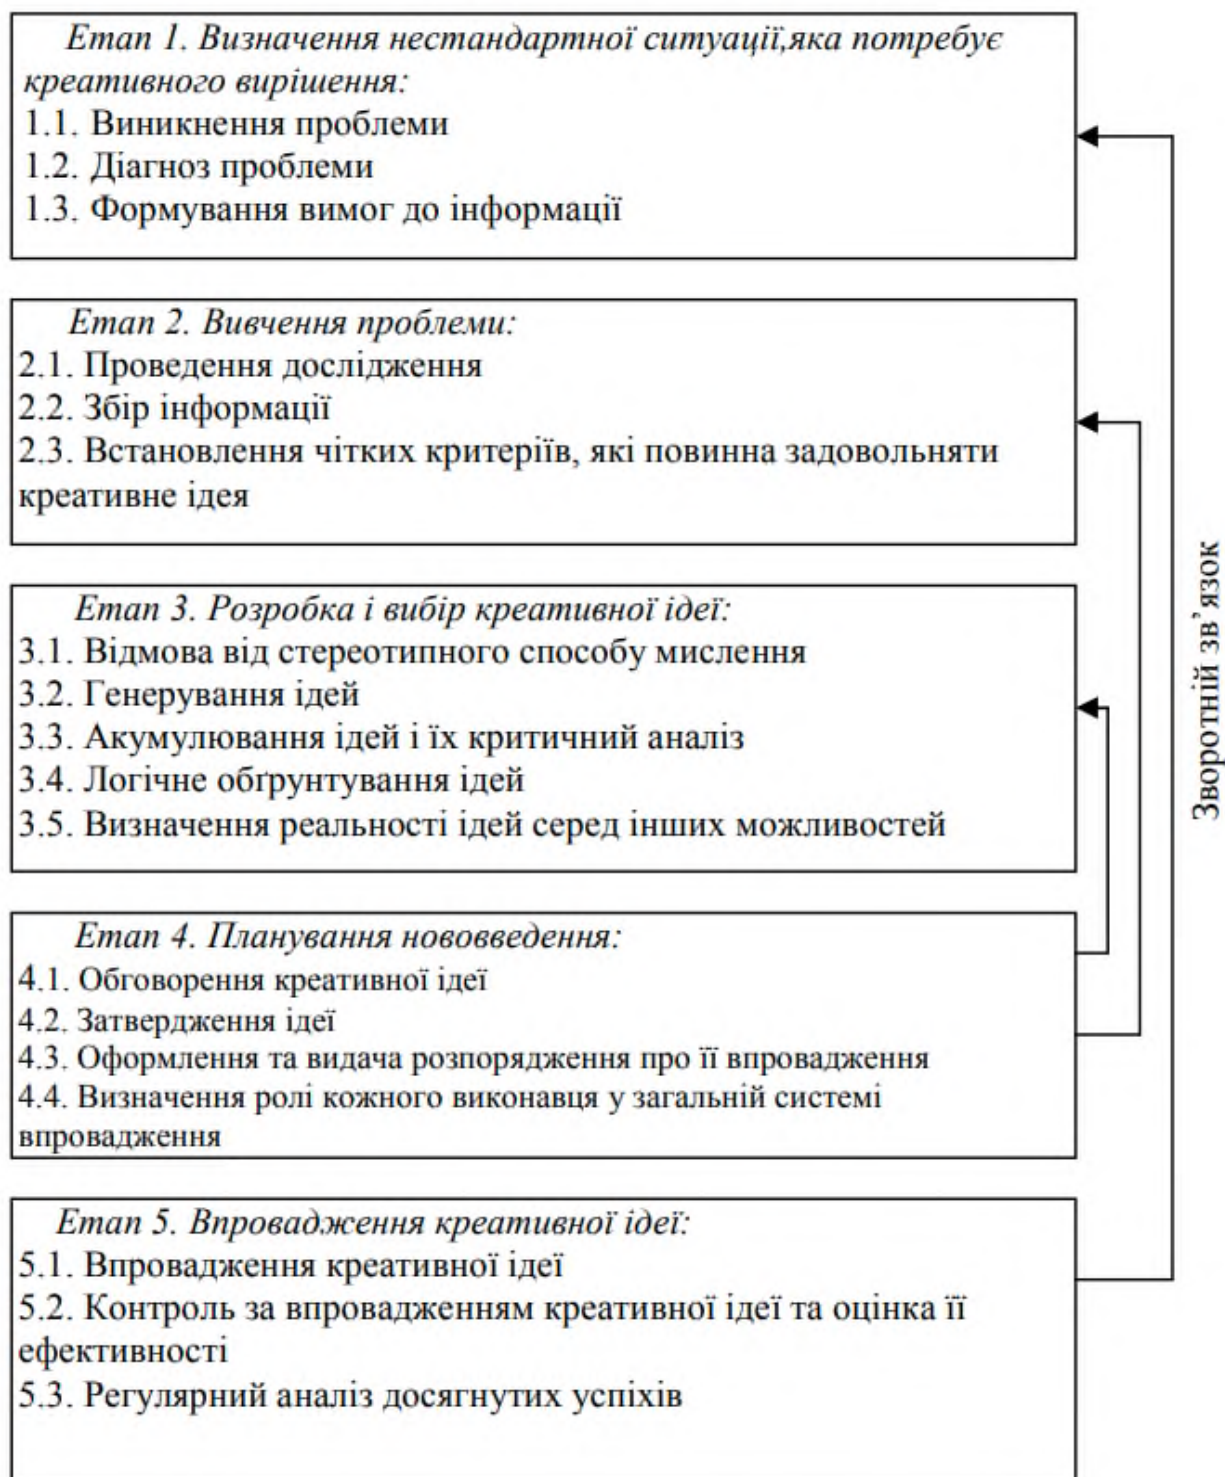 Етап 1. Визначення нестандартної ситуації,яка потребує
креативного вирішення:
1.1. Виникнення проблеми
1.2. Діагноз проблеми
1.3. Формування вимог до інформації
Етап 2. Вивчення проблеми:
2.1. Проведення дослідження
2.2. Збір інформації
2.3. Встановлення чітких критеріїв, які повинна задовольняти
креативне ідея
Етап 3. Розробка і вибір креативної ідеї:
3.1. Відмова від стереотипного способу мислення
3.2. Генерування ідей
3.3. Акумулювання ідей і їх критичний аналіз
3.4. Логічне обґрунтування ідей
3.5. Визначення реальності ідей серед інших можливостей
Етап 4. Планування нововведення:
4.1. Обговорення креативної ідеї
4.2. Затвердження ідеї
4.3. Оформлення та видача розпорядження про її впровадження
4.4. Визначення ролі кожного виконавця у загальній системі
впровадження
Етап 5. Впровадження креативної ідеї:
5.1. Впровадження креативної ідеї
5.2. Контроль за впровадженням креативної ідеї та оцінка її
ефективності
5.3. Регулярний аналіз досягнутих успіхів
Зворотній зв’язок